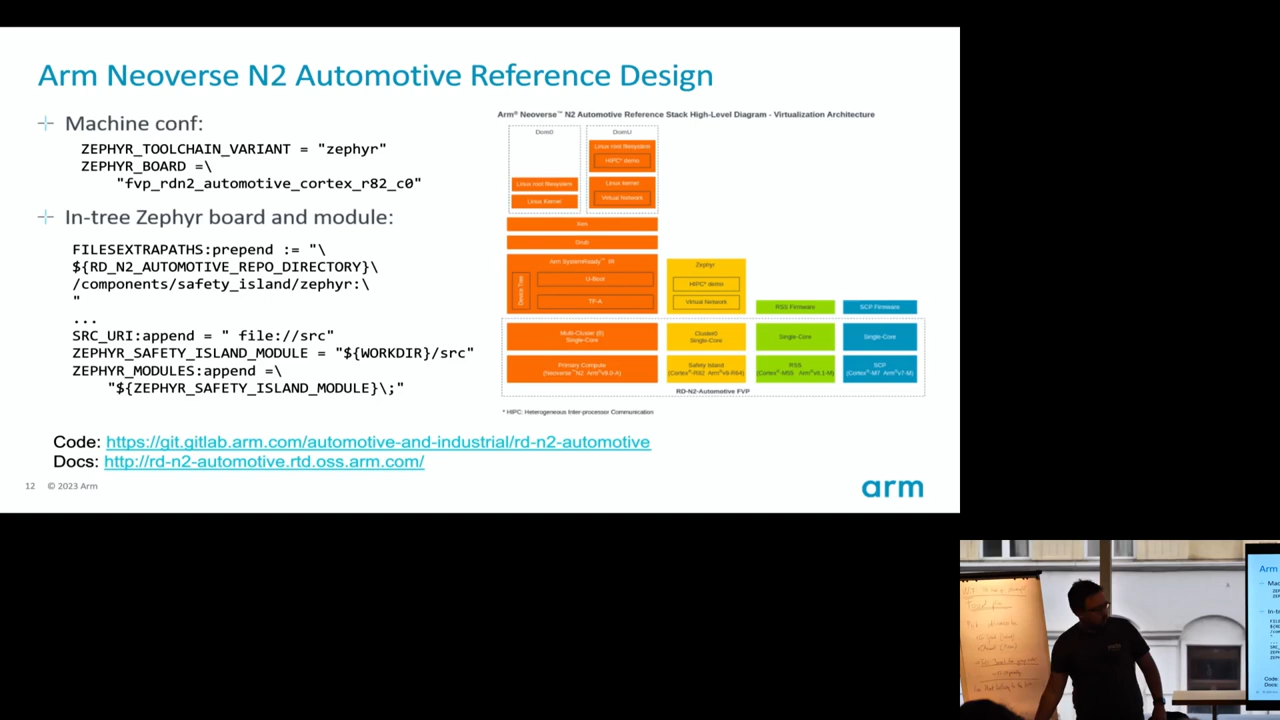 Arm Neoverse N2 Automotive Reference Design
Machine conf:
ZEPHYR_TOOLCHAIN_VARIANT = "zephyr"
ZEPHYR_BOARD =\
"fvp_rdn2_automotive_cortex_r82_c0"
In-tree Zephyr board and module:
FILESEXTRAPATHS:prepend := "\
${RD_N2_AUTOMOTIVE_REPO_DIRECTORY}\
/components/safety_island/zephyr:\
"
...
SRC_URI:append = " file://src"
ZEPHYR_SAFETY_ISLAND_MODULE = "${WORKDIR}/src"
ZEPHYR_MODULES:append =\
"${ZEPHYR_SAFETY_ISLAND_MODULE}\;"
Arm® Neoverse™ N2 Automotive Reference Stack High-Level Diagram - Virtualization Architecture
Dom0
DomU
Linux root filesystem
HIPC* demo
Linux root filesystem
Linux kernel
Linux Kernel
Virtual Network
Xen
Grub
Arm SystemReady™ IR
Device Tree
U-Boot
TF-A
Zephyr
HIPC* demo
Virtual Network
RSS Firmware
SCP Firmware
Multi-Cluster (8)
Single-Core
Cluster0
Single-Core
Single-Core
Single-Core
Primary Compute
(Neoverse™ N2 Arm®v9.0-A)
Safety Island
(Cortex®-R82 Arm®v8-R64)
RSS
(Cortex®-M55 Arm®v8.1-M)
SCP
(Cortex®-M7 Arm®v7-M)
RD-N2-Automotive FVP
* HIPC: Heterogeneous Inter-processor Communication
Code: https://git.gitlab.arm.com/automotive-and-industrial/rd-n2-automotive
Docs: http://rd-n2-automotive.rtd.oss.arm.com/
12 © 2023 Arm
arm
Arm
Code
Docs